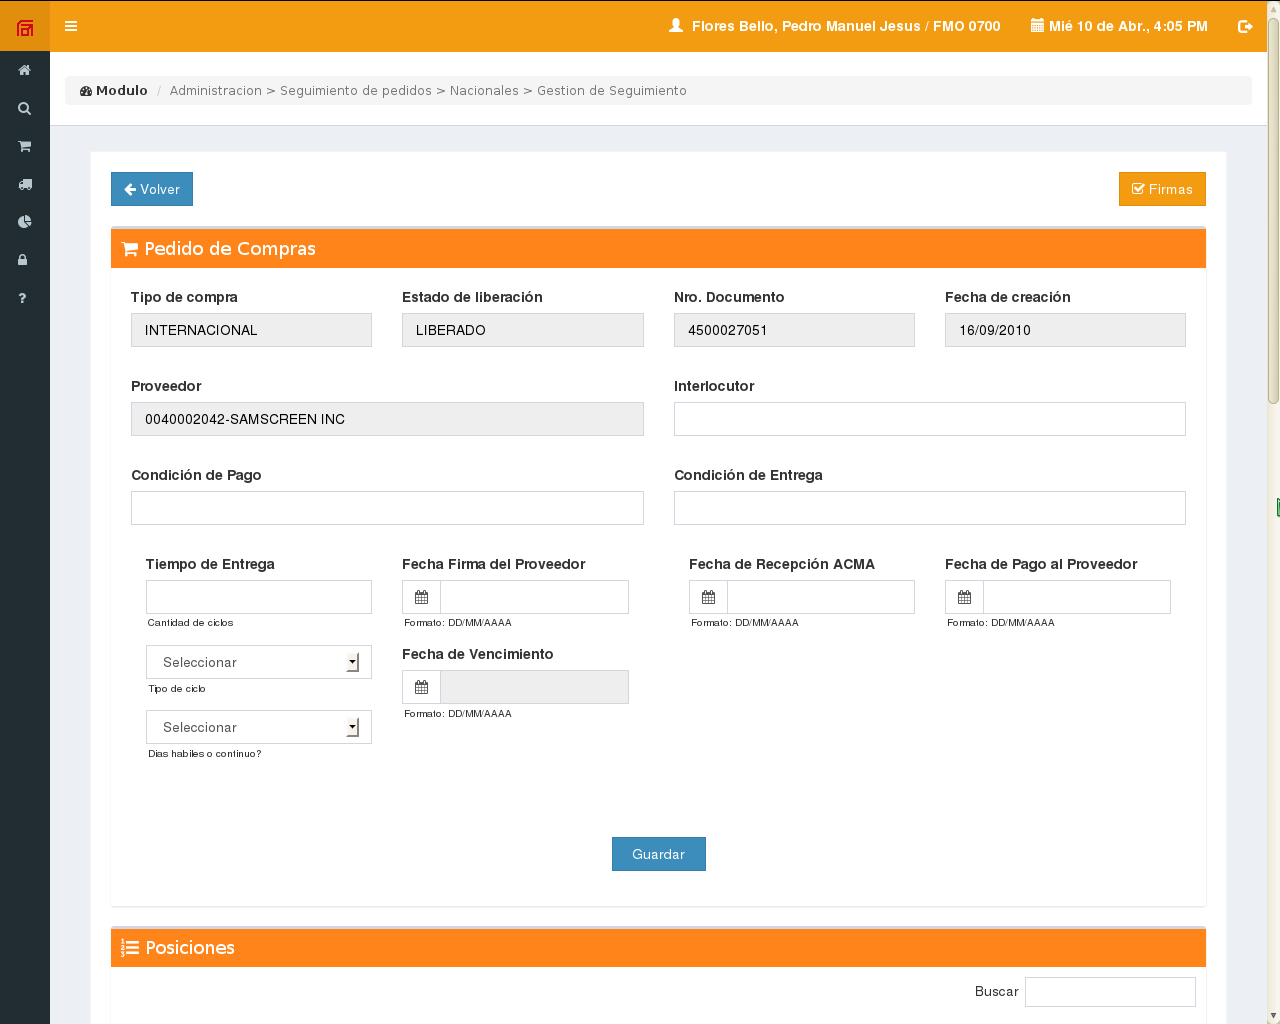 Flores Bello, Pedro Manuel Jesus / FMO 0700 Mié 10 de Abr., 4:05 PM
Modulo / Administracion > Seguimiento de pedidos > Nacionales > Gestion de Seguimiento
Volver Firmas
Pedido de Compras
Tipo de compra Estado de liberación Nro. Documento Fecha de creación
INTERNACIONAL LIBERADO 4500027051 16/09/2010
Proveedor Interlocutor
0040002042-SAMSCREEN INC
Condición de Pago Condición de Entrega
Tiempo de Entrega Fecha Firma del Proveedor Fecha de Recepción ACMA Fecha de Pago al Proveedor
Cantidad de ciclos Formato: DD/MM/AAAA Formato: DD/MM/AAAA Formato: DD/MM/AAAA
Fecha de Vencimiento
Seleccionar
Tipo de ciclo
Formato: DD/MM/AAAA
Seleccionar
Dias habiles o continuo?
Guardar
Posiciones
Buscar